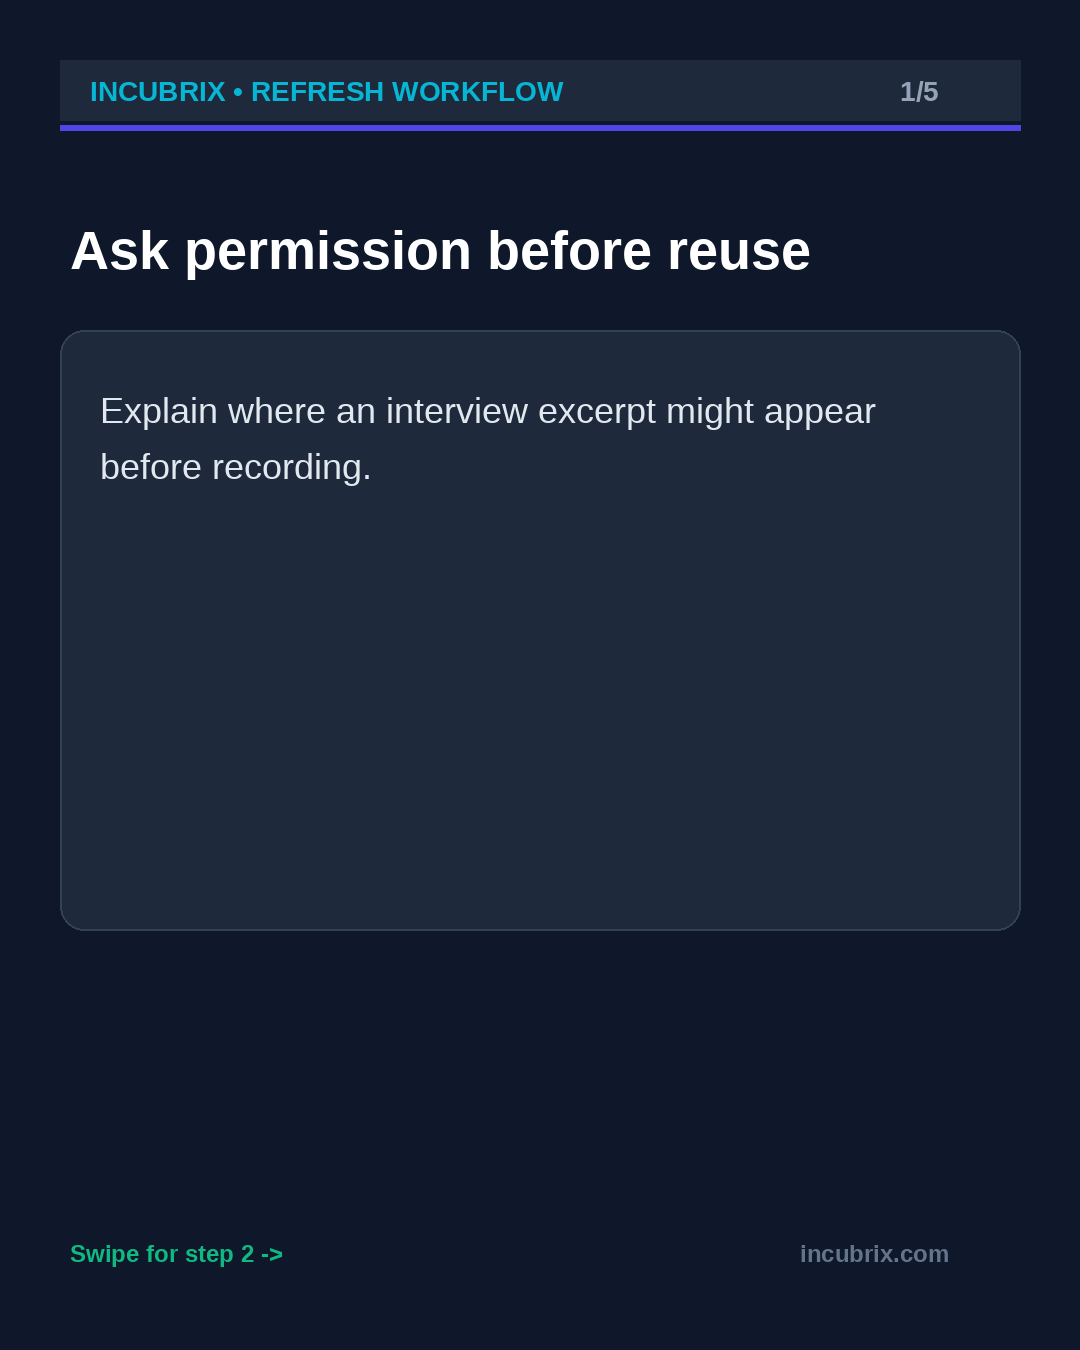 INCUBRIX • REFRESH WORKFLOW 1/5
Ask permission before reuse
Explain where an interview excerpt might appear
before recording.
Swipe for step 2 -> incubrix.com